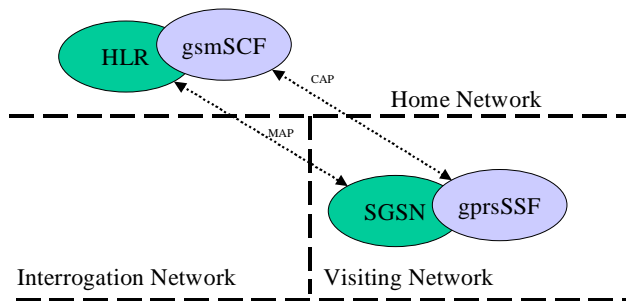 HLR
gsmSCF
CAP
Home Network
MAP
SGSN
gprsSSF
Interrogation Network
Visiting Network